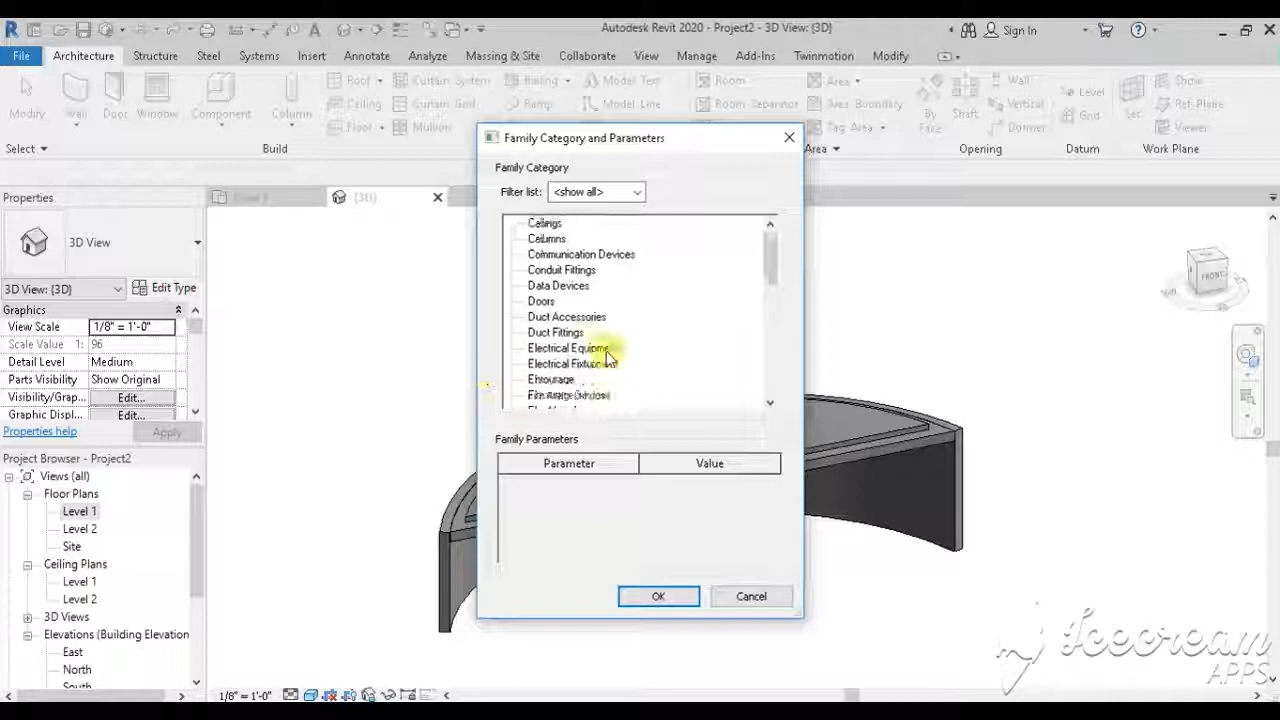 Autodesk Revit 2020 - Project2 - 3D View: {3D}
Sign In
File Architecture Structure Steel Systems Insert Annotate Analyze Massing & Site Collaborate View Manage Add-Ins Twinmotion Modify
Modify Wall Door Window Component Column
Roof Curtain System Railing Model Text Room Area Wall Level Show
Ceiling Curtain Grid Ramp Model Line Room Separator Area Boundary Vertical Grid Ref Plane
Floor Mullion Tag Area Dormer Viewer
By Face Shaft Set
Select Build Area Opening Datum Work Plane
Properties
{3D}
3D View
3D View: {3D} Edit Type
Graphics
View Scale 1/8" = 1'-0"
Scale Value 1: 96
Detail Level Medium
Parts Visibility Show Original
Visibility/Grap... Edit...
Graphic Displ... Edit...
Properties help Apply
Project Browser - Project2
Views (all)
Floor Plans
Level 1
Level 2
Site
Ceiling Plans
Level 1
Level 2
3D Views
Elevations (Building Elevation
East
North
South
Family Category and Parameters
Family Category
Filter list: <show all>
Ceilings
Columns
Communication Devices
Conduit Fittings
Data Devices
Doors
Duct Accessories
Duct Fittings
Electrical Equipme
Electrical Fixtures
Entourage
Family Parameters
Parameter Value
OK Cancel
FRONT
1/8" = 1'-0"
Icecream
APPS